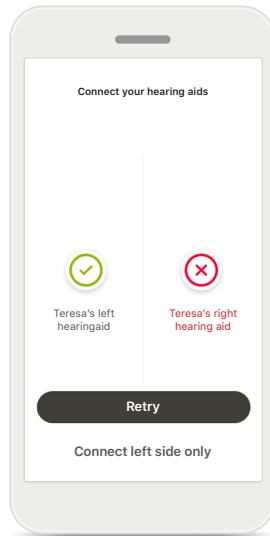 Connect your hearing aids
Teresa's left
hearingaid
Teresa's right
hearing aid
Retry
Connect left side only